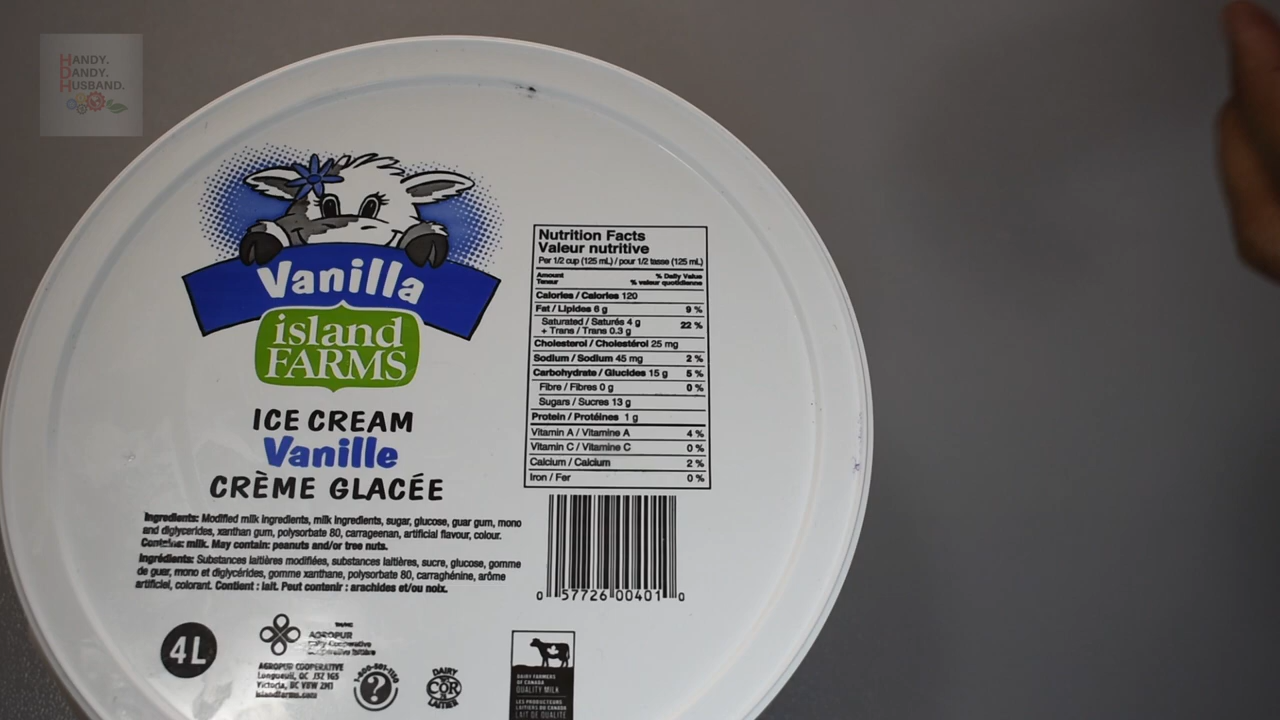 HANDY.
DANDY.
HUSBAND.
Vanilla
island
FARMS
ICE CREAM
Vanille
CRÈME GLACÉE
Ingredients: Modified milk ingredients, milk ingredients, sugar, glucose, guar gum, mono
and diglycerides, xanthan gum, polysorbate 80, carrageenan, artificial flavour, colour.
Contains: milk. May contain: peanuts and/or tree nuts.
Ingrédients: Substances laitières modifiées, substances laitières, sucre, glucose, gomme
de guar, mono et diglycérides, gomme xanthane, polysorbate 80, carraghénine, arôme
artificiel, colorant. Contient : lait. Peut contenir : arachides et/ou noix.
Nutrition Facts
Valeur nutritive
Per 1/2 cup (125 mL) / pour 1/2 tasse (125 mL)
Amount % Daily Value
Teneur % valeur quotidienne
Calories / Calories 120
Fat / Lipides 6 g 9 %
Saturated / Saturés 4 g
+ Trans / Trans 0.3 g 22 %
Cholesterol / Cholestérol 25 mg
Sodium / Sodium 45 mg 2 %
Carbohydrate / Glucides 15 g 5 %
Fibre / Fibres 0 g 0 %
Sugars / Sucres 13 g
Protein / Protéines 1 g
Vitamin A / Vitamine A 4 %
Vitamin C / Vitamine C 0 %
Calcium / Calcium 2 %
Iron / Fer 0 %
0 57726 00401 0
4L
AGROPUR
Dairy Cooperative
Coopérative laitière
AGROPUR COOPERATIVE
Longueuil, QC J3Z 1G5
Victoria, BC
islandfarms.com
?
DAIRY
COR
LAITIER
DAIRY FARMERS
OF CANADA
QUALITY MILK
LES PRODUCTEURS
LAITIERS DU CANADA
LAIT DE QUALITÉ